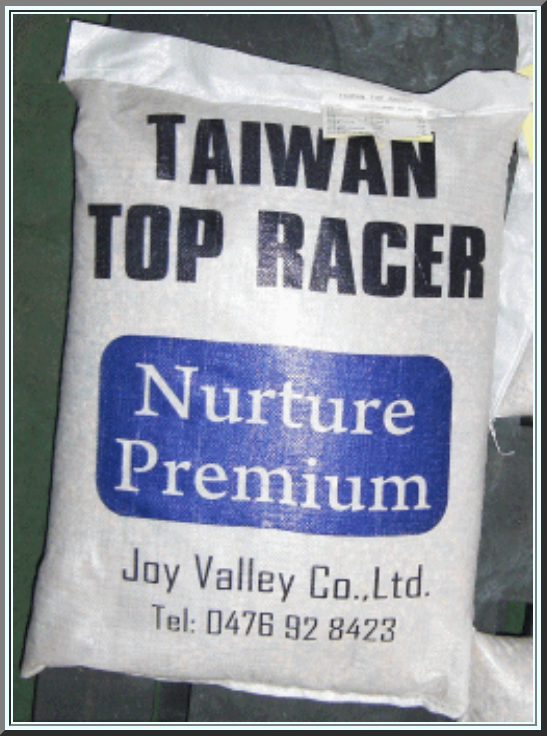 TAIWAN
TOP RACER
Nurture
Premium
Joy Valley Co.,Ltd.
Tel: 0476 92 8423